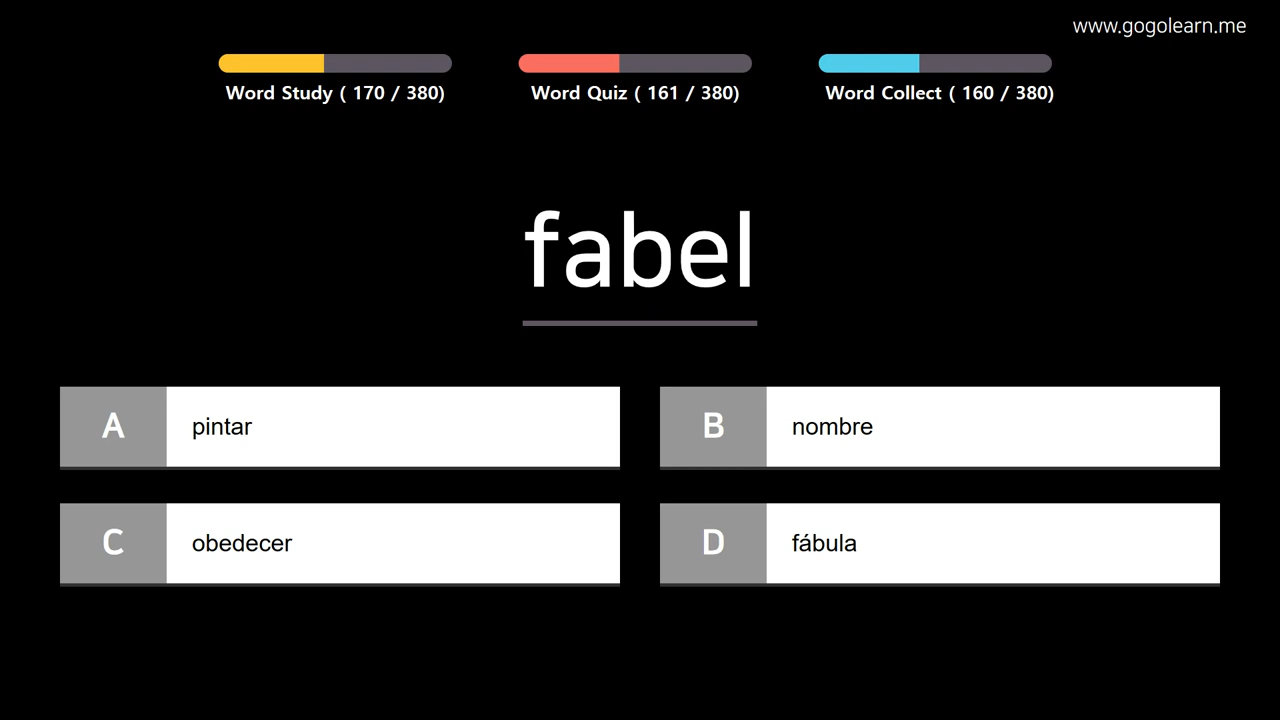 www.gogolearn.me
Word Study ( 170 / 380)
Word Quiz ( 161 / 380)
Word Collect ( 160 / 380)
fabel
A pintar
B nombre
C obedecer
D fábula